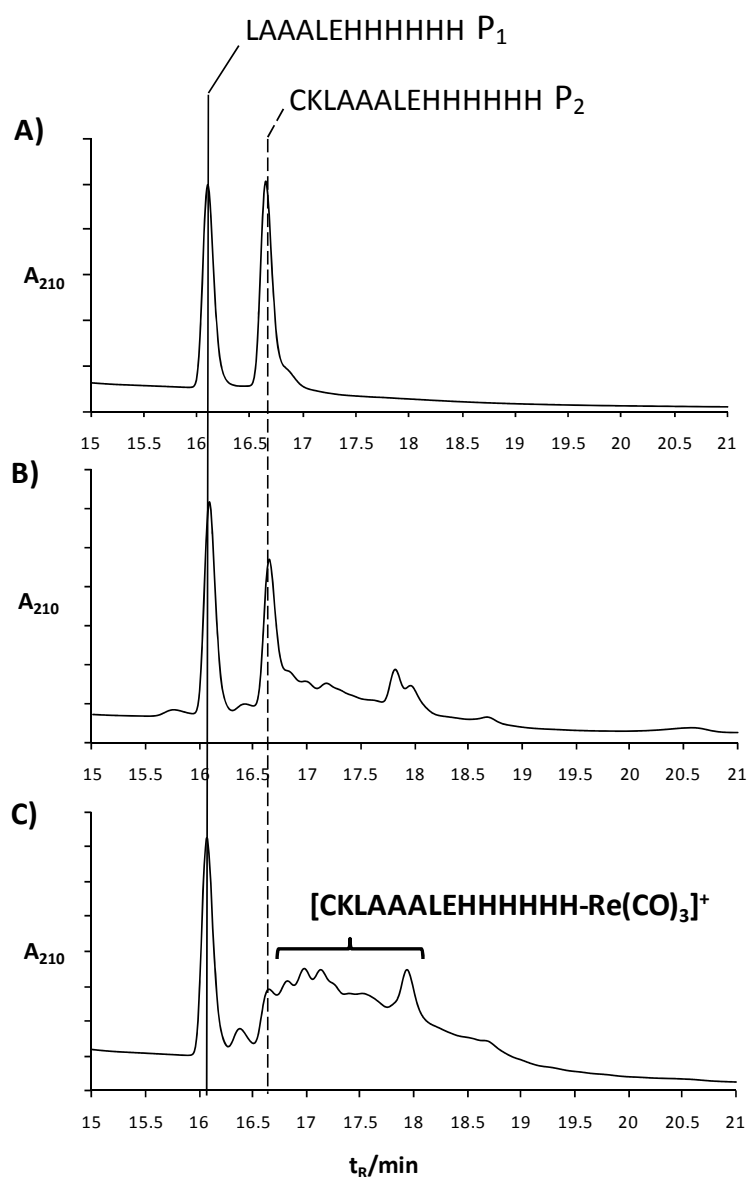 LAAALEHHHHHH P₁
CKLAAALEHHHHHH P₂
A)
A₂₁₀
15 15.5 16 16.5 17 17.5 18 18.5 19 19.5 20 20.5 21
B)
A₂₁₀
15 15.5 16 16.5 17 17.5 18 18.5 19 19.5 20 20.5 21
C)
[CKLAAALEHHHHHH-Re(CO)₃]⁺
A₂₁₀
15 15.5 16 16.5 17 17.5 18 18.5 19 19.5 20 20.5 21
t_R/min